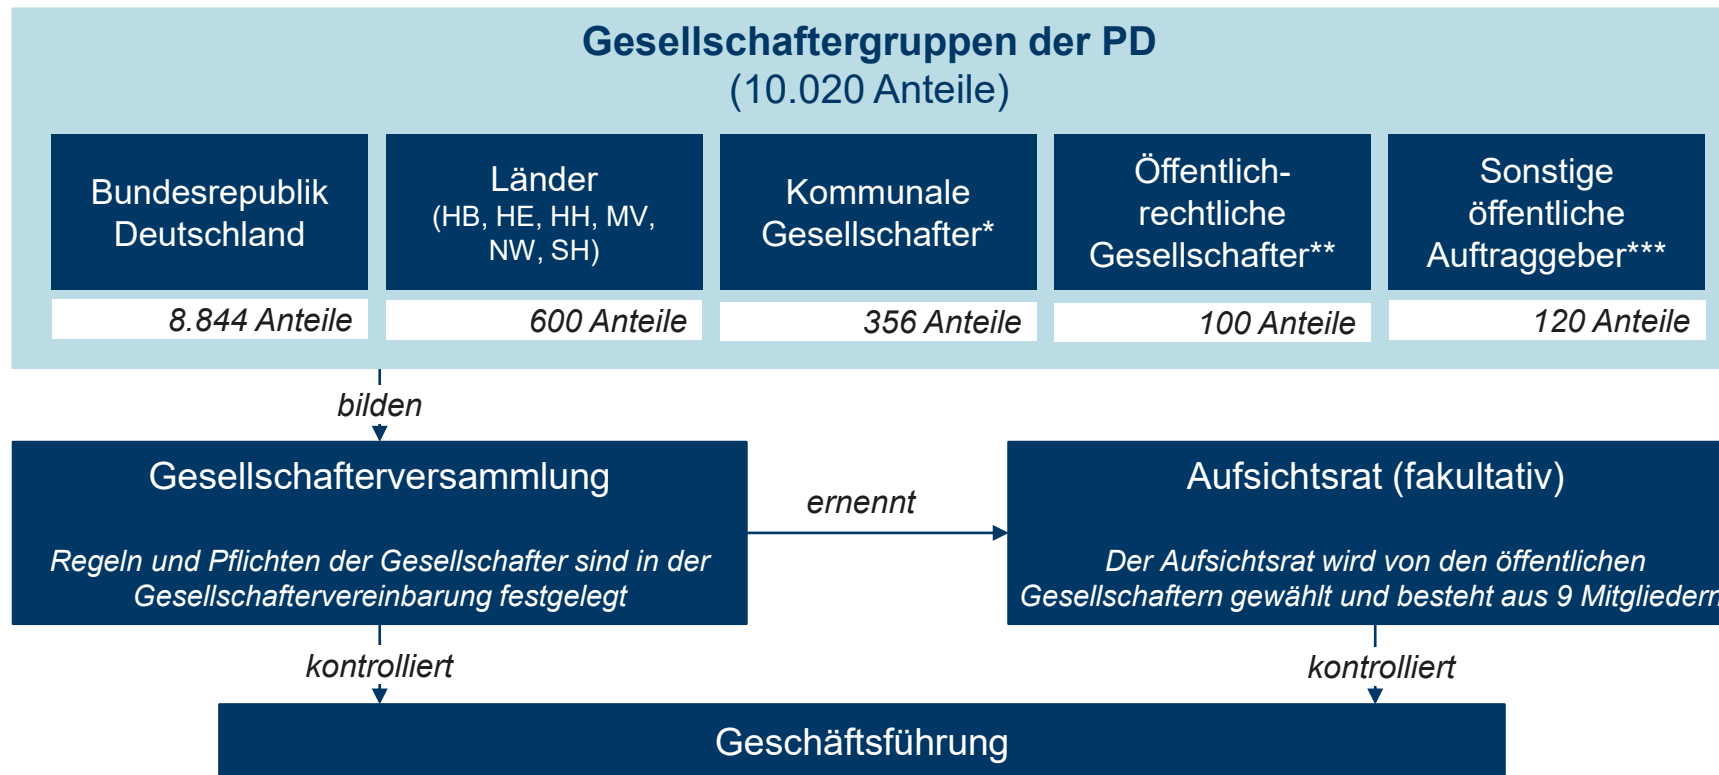 Gesellschaftergruppen der PD
(10.020 Anteile)
Bundesrepublik
Deutschland
8.844 Anteile
Länder
(HB, HE, HH, MV,
NW, SH)
600 Anteile
Kommunale
Gesellschafter*
356 Anteile
Öffentlich-
rechtliche
Gesellschafter**
100 Anteile
Sonstige
öffentliche
Auftraggeber***
120 Anteile
bilden
Gesellschafterversammlung
Regeln und Pflichten der Gesellschafter sind in der
Gesellschaftervereinbarung festgelegt
ernennt
Aufsichtsrat (fakultativ)
Der Aufsichtsrat wird von den öffentlichen
Gesellschaftern gewählt und besteht aus 9 Mitgliedern
kontrolliert
kontrolliert
Geschäftsführung